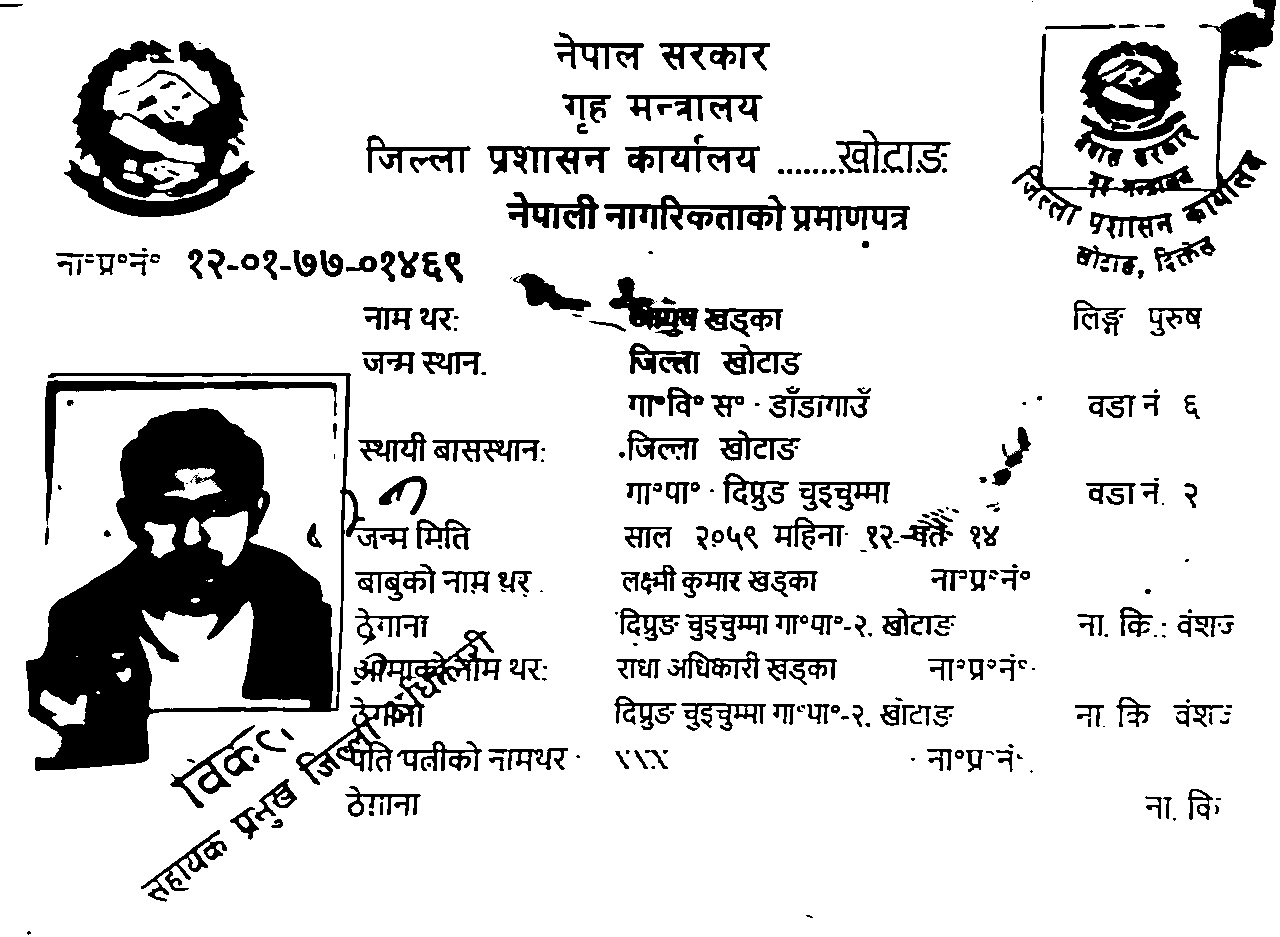 नेपाल सरकार
गृह मन्त्रालय
जिल्ला प्रशासन कार्यालय ........खोटाङ
नेपाली नागरिकताको प्रमाणपत्र
नेपाल सरकार
गृह मन्त्रालय
जिल्ला प्रशासन कार्यालय
खोटाङ, दिक्तेल
ना॰प्र॰नं॰ १२-०१-७७-०१४६९
नाम थर: खड्का लिङ्ग पुरुष
जन्म स्थान. जिल्ला खोटाङ
गा॰वि॰ स॰ डाँडागाउँ वडा नं ६
स्थायी बासस्थान: जिल्ला खोटाङ
गा॰पा॰ दिप्रुङ चुइचुम्मा वडा नं. २
जन्म मिति साल २०५९ महिना १२ गते १४
बाबुको नाम थर लक्ष्मी कुमार खड्का ना॰प्र॰नं॰
ठेगाना दिप्रुङ चुइचुम्मा गा॰पा॰-२, खोटाङ ना. कि.: वंशज
आमाको नाम थर: राधा अधिकारी खड्का ना॰प्र॰नं॰
ठेगाना दिप्रुङ चुइचुम्मा गा॰पा॰-२, खोटाङ ना. कि वंशज
पति पत्नीको नामथर XXX ना॰प्र॰नं॰
ठेगाना ना. कि
सहायक प्रमुख जिल्ला अधिकारी